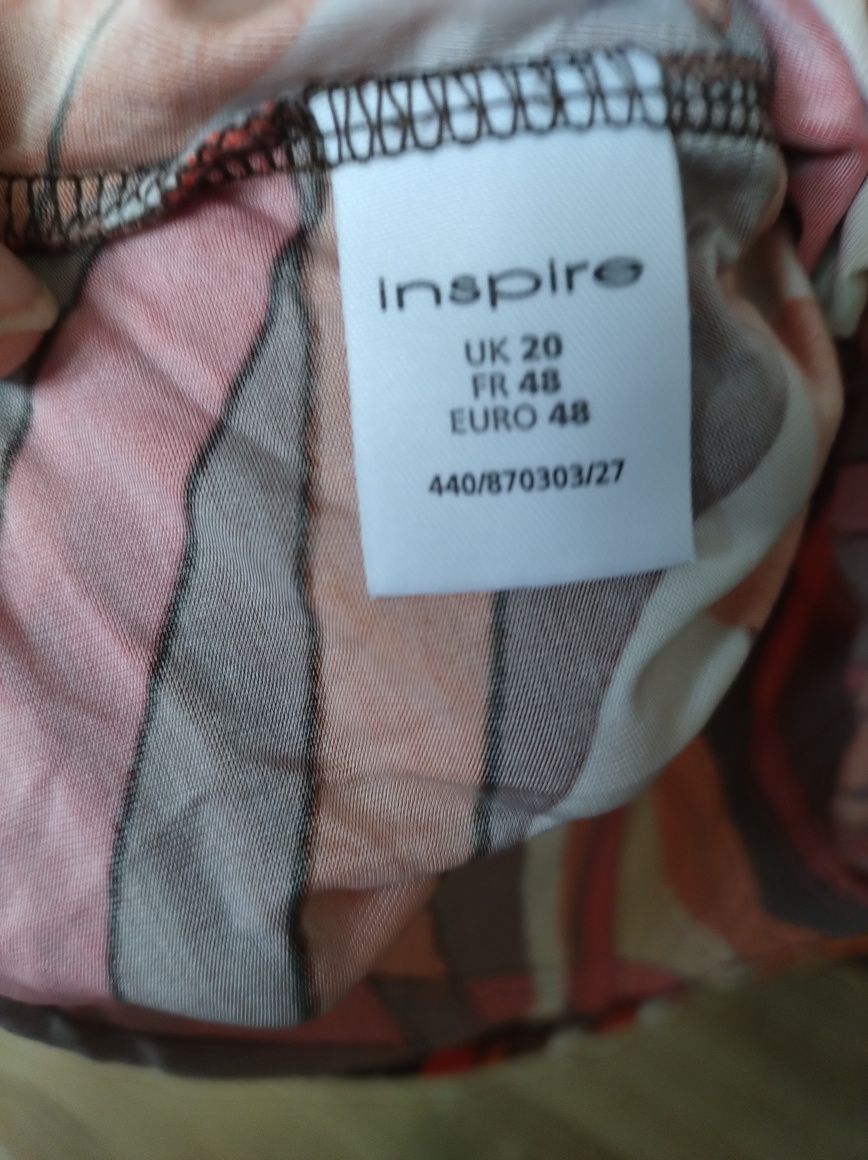 inspire
UK 20
FR 48
EURO 48
440/870303/27